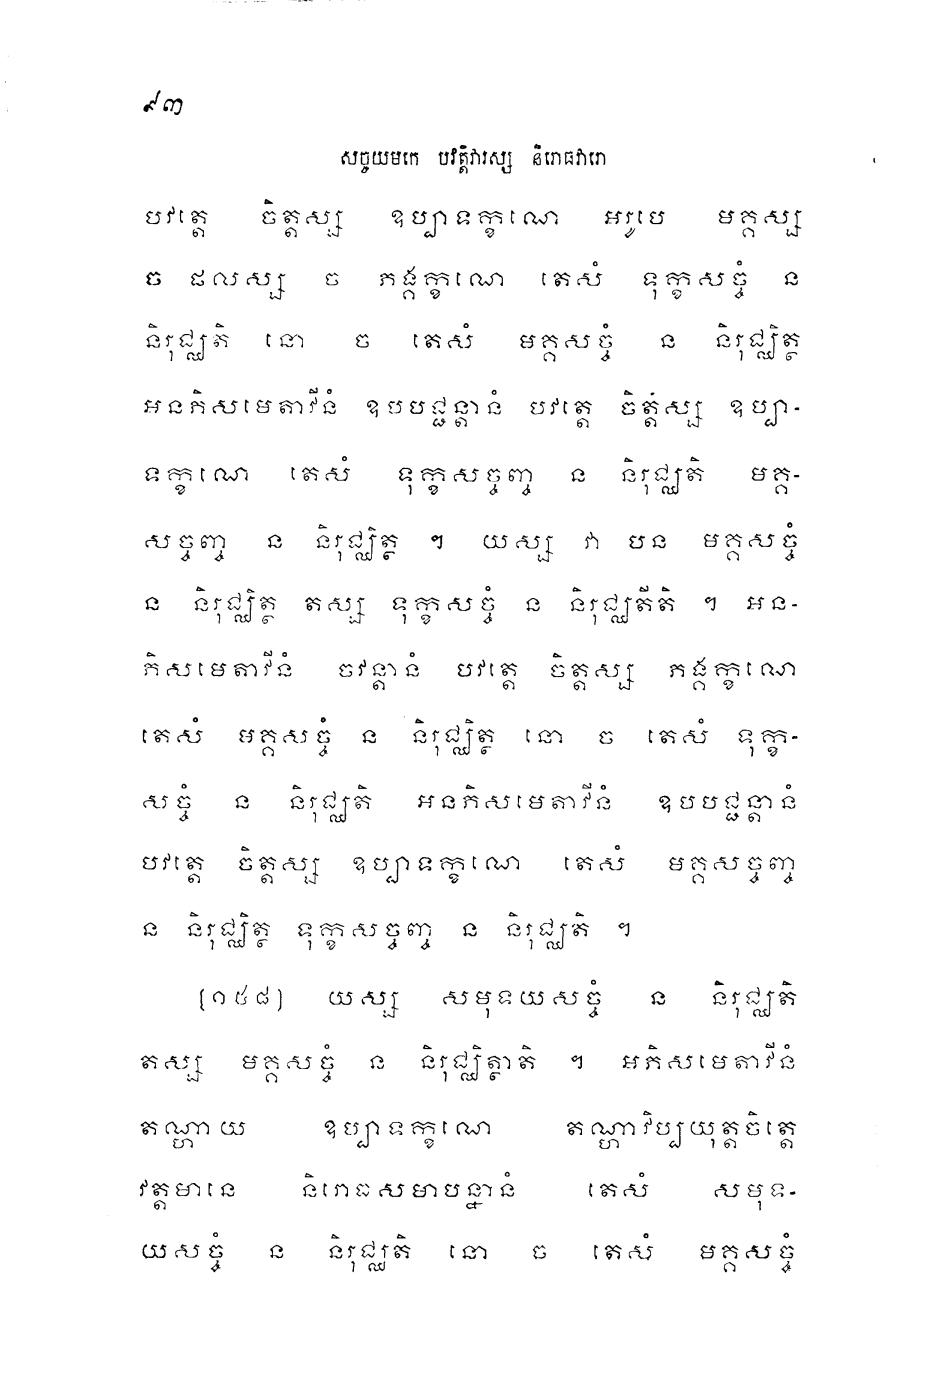 ៩៣
សច្ចយមកេ បវត្តិវារស្ស និរោធវារោ
បវត្តេ ចិត្តស្ស ឧប្បាទក្ខណេ អរូបេ មគ្គស្ស
ច ផលស្ស ច ភង្គក្ខណេ តេសំ ទុក្ខសច្ចំ ន
និរុជ្ឈតិ នោ ច តេសំ មគ្គសច្ចំ ន និរុជ្ឈិត្ថ
អនភិសមេតាវីនំ ឧបបជ្ជន្តានំ បវត្តេ ចិត្តស្ស ឧប្បា-
ទក្ខណេ តេសំ ទុក្ខសច្ចញ្ច ន និរុជ្ឈតិ មគ្គ-
សច្ចញ្ច ន និរុជ្ឈិត្ថ ។ យស្ស វា បន មគ្គសច្ចំ
ន និរុជ្ឈិត្ថ តស្ស ទុក្ខសច្ចំ ន និរុជ្ឈតីតិ ។ អន-
ភិសមេតាវីនំ ចវន្តានំ បវត្តេ ចិត្តស្ស ភង្គក្ខណេ
តេសំ មគ្គសច្ចំ ន និរុជ្ឈិត្ថ នោ ច តេសំ ទុក្ខ-
សច្ចំ ន និរុជ្ឈតិ អនភិសមេតាវីនំ ឧបបជ្ជន្តានំ
បវត្តេ ចិត្តស្ស ឧប្បាទក្ខណេ តេសំ មគ្គសច្ចញ្ច
ន និរុជ្ឈិត្ថ ទុក្ខសច្ចញ្ច ន និរុជ្ឈតិ ។
(១៥៨) យស្ស សមុទយសច្ចំ ន និរុជ្ឈតិ
តស្ស មគ្គសច្ចំ ន និរុជ្ឈិត្ថាតិ ។ អភិសមេតាវីនំ
តណ្ហាយ ឧប្បាទក្ខណេ តណ្ហាវិប្បយុត្តចិត្តេ
វត្តមានេ និរោធសមាបន្នានំ តេសំ សមុទ-
យសច្ចំ ន និរុជ្ឈតិ នោ ច តេសំ មគ្គសច្ចំ